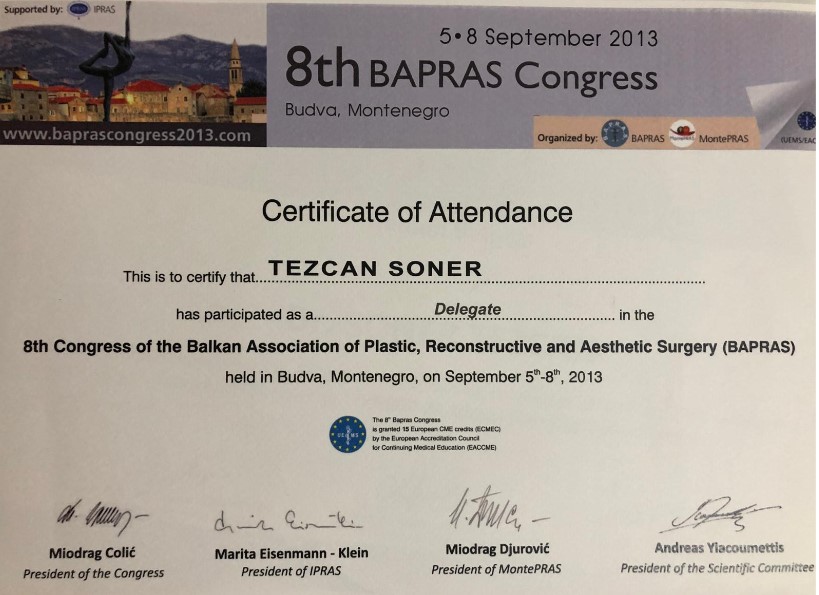 Supported by: IPRAS
5•8 September 2013
8th BAPRAS Congress
Budva, Montenegro
www.baprascongress2013.com
Organized by: BAPRAS MontePRAS
Certificate of Attendance
This is to certify that.....TEZCAN SONER.....
has participated as a.....Delegate..... in the
8th Congress of the Balkan Association of Plastic, Reconstructive and Aesthetic Surgery (BAPRAS)
held in Budva, Montenegro, on September 5th-8th, 2013
The 8th Bapras Congress
is granted 15 European CME credits (ECMEC)
by the European Accreditation Council
for Continuing Medical Education (EACCME)
Miodrag Colić
President of the Congress
Marita Eisenmann - Klein
President of IPRAS
Miodrag Djurović
President of MontePRAS
Andreas Yiacoumettis
President of the Scientific Committee